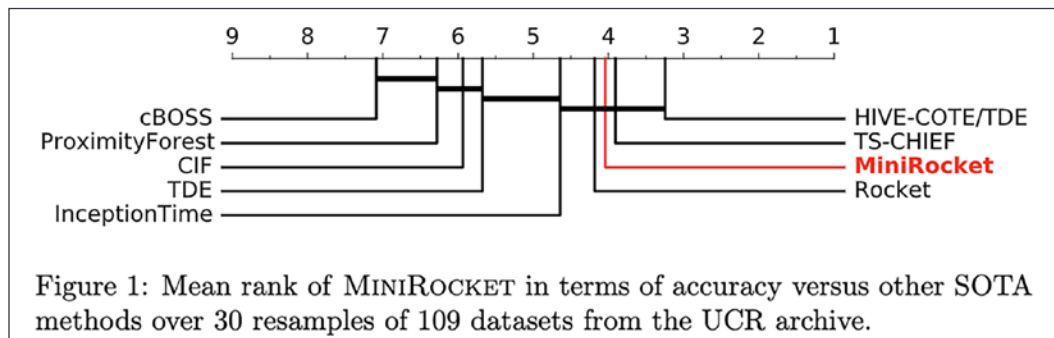 9 8 7 6 5 4 3 2 1
cBOSS
ProximityForest
CIF
TDE
InceptionTime
HIVE-COTE/TDE
TS-CHIEF
MiniRocket
Rocket
Figure 1: Mean rank of MINIROCKET in terms of accuracy versus other SOTA
methods over 30 resamples of 109 datasets from the UCR archive.